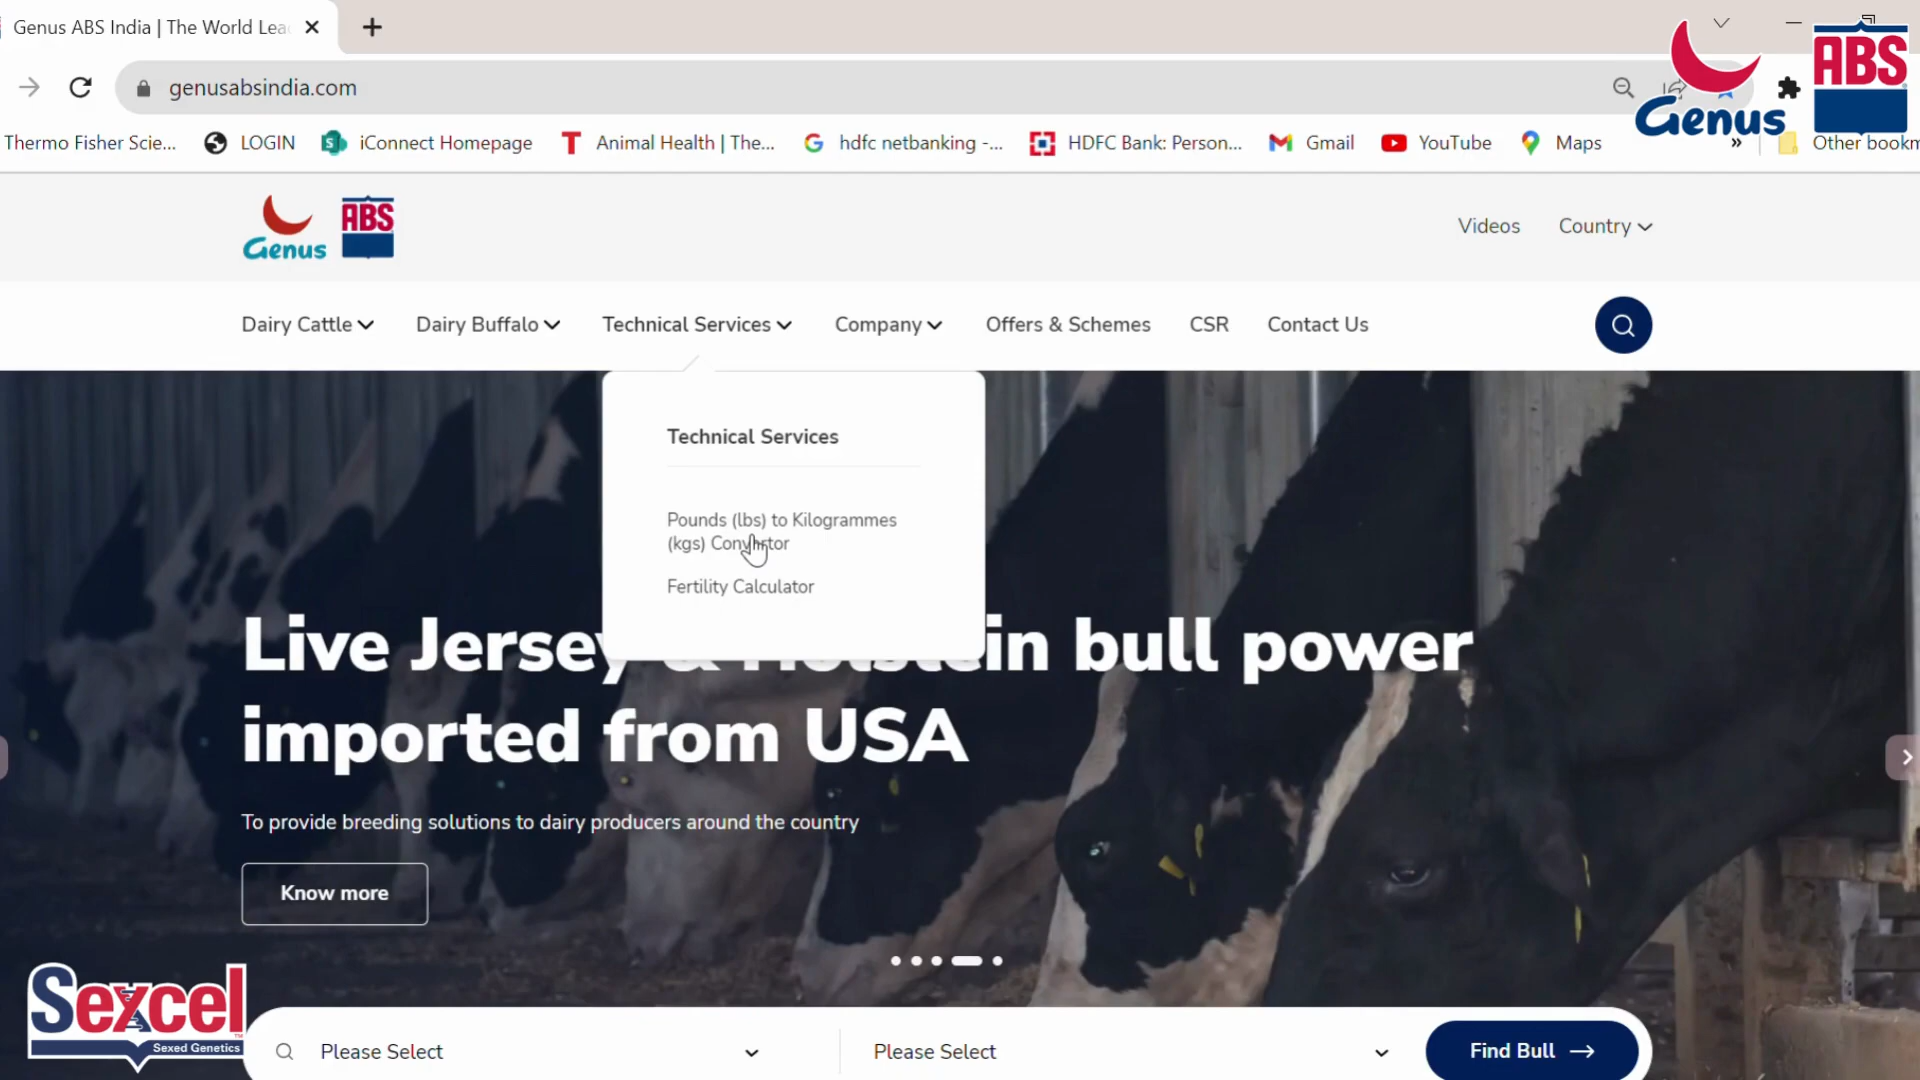 Genus ABS India | The World Lea
genusabsindia.com
Genus ABS
Thermo Fisher Scie... LOGIN iConnect Homepage Animal Health | The... hdfc netbanking -... HDFC Bank: Person... Gmail YouTube Maps » Other bookm
Genus ABS
Videos Country
Dairy Cattle Dairy Buffalo Technical Services Company Offers & Schemes CSR Contact Us
Technical Services
Pounds (lbs) to Kilogrammes
(kgs)
Fertility Calculator
Live Jersey & Holstein bull power
imported from USA
To provide breeding solutions to dairy producers around the country
Know more
Sexcel
Sexed Genetics
Please Select Please Select Find Bull →